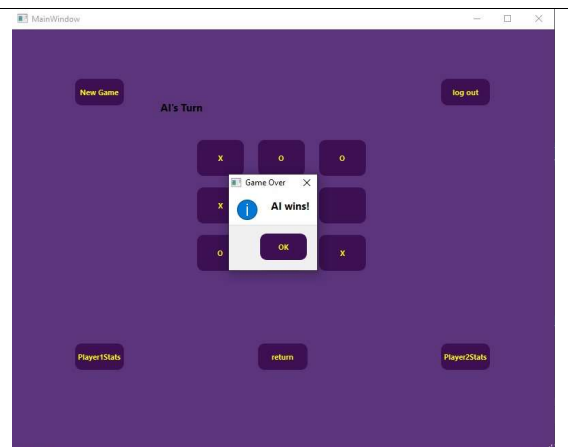 MainWindow
New Game
log out
AI's Turn
X O O
Game Over
X
AI wins!
OK
O X
Player1Stats return Player2Stats